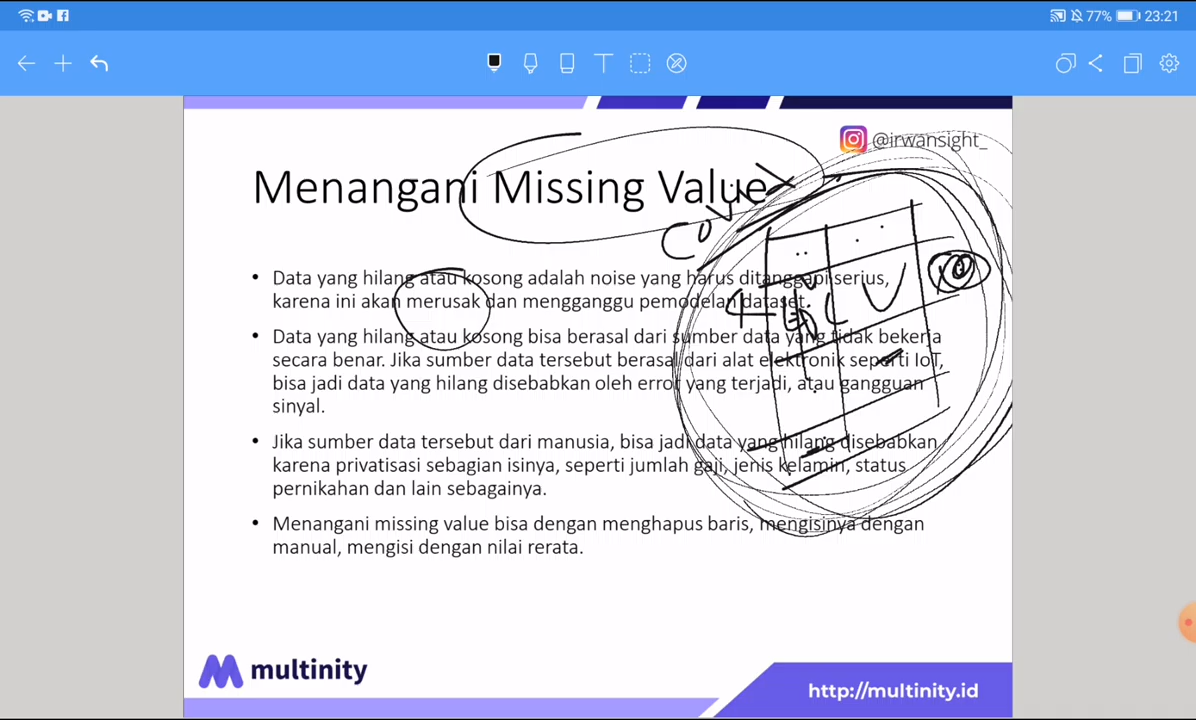 77% 23:21
T
@irwansight_
Menangani Missing Value
• Data yang hilang atau kosong adalah noise yang harus ditanggapi serius,
karena ini akan merusak dan mengganggu pemodelan dataset.
• Data yang hilang atau kosong bisa berasal dari sumber data yang tidak bekerja
secara benar. Jika sumber data tersebut berasal dari alat elektronik seperti IoT,
bisa jadi data yang hilang disebabkan oleh error yang terjadi, atau gangguan
sinyal.
• Jika sumber data tersebut dari manusia, bisa jadi data yang hilang disebabkan
karena privatisasi sebagian isinya, seperti jumlah gaji, jenis kelamin, status
pernikahan dan lain sebagainya.
• Menangani missing value bisa dengan menghapus baris, mengisinya dengan
manual, mengisi dengan nilai rerata.
multinity
http://multinity.id